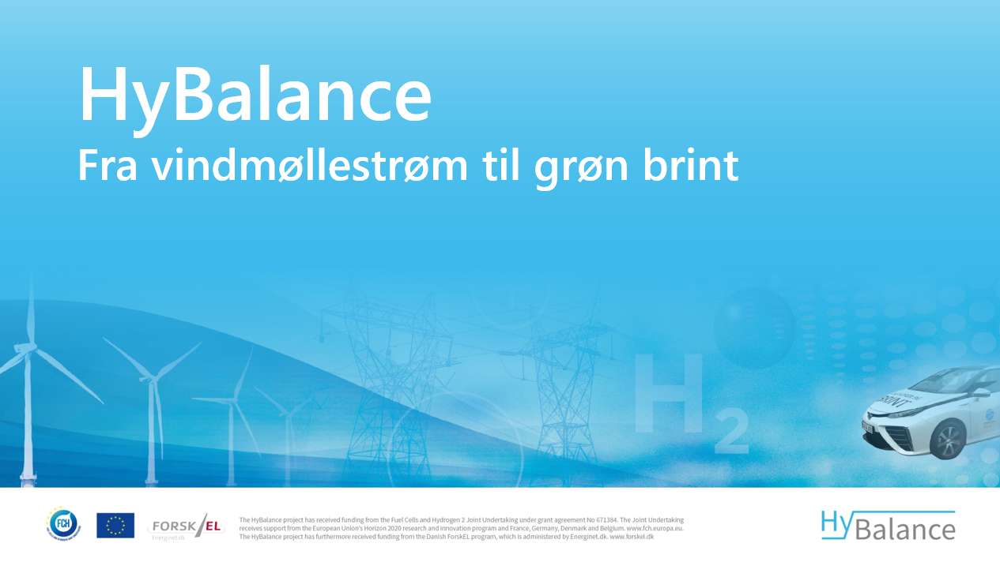 HyBalance
Fra vindmøllestrøm til grøn brint
H2
BRINT
FCH
FORSK/EL
Energinet.dk
The HyBalance project has received funding from the Fuel Cells and Hydrogen 2 Joint Undertaking under grant agreement No 671384. The Joint Undertaking
receives support from the European Union's Horizon 2020 research and innovation program and France, Germany, Denmark and Belgium. www.fch.europa.eu.
The HyBalance project has furthermore received funding from the Danish ForskEL program, which is administered by Energinet.dk. www.forskel.dk
HyBalance